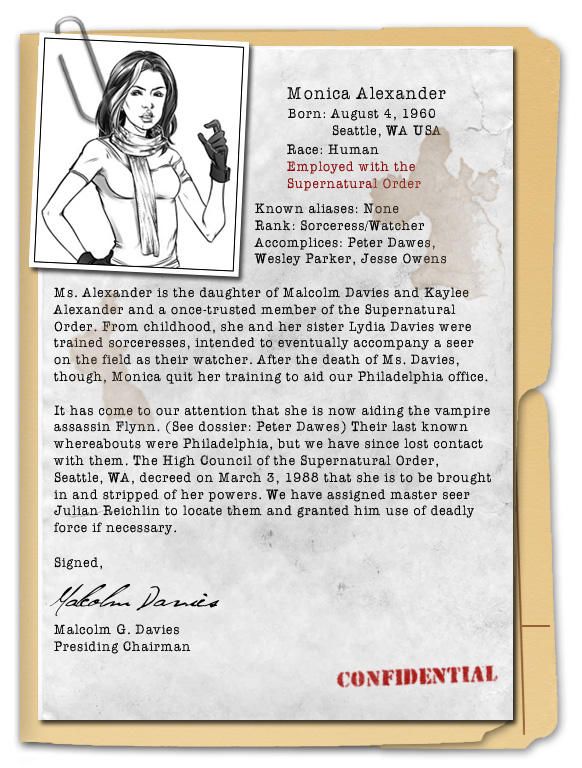 Monica Alexander
Born: August 4, 1960
Seattle, WA USA
Race: Human
Employed with the
Supernatural Order
Known aliases: None
Rank: Sorceress/Watcher
Accomplices: Peter Dawes,
Wesley Parker, Jesse Owens
Ms. Alexander is the daughter of Malcolm Davies and Kaylee
Alexander and a once-trusted member of the Supernatural
Order. From childhood, she and her sister Lydia Davies were
trained sorceresses, intended to eventually accompany a seer
on the field as their watcher. After the death of Ms. Davies,
though, Monica quit her training to aid our Philadelphia office.
It has come to our attention that she is now aiding the vampire
assassin Flynn. (See dossier: Peter Dawes) Their last known
whereabouts were Philadelphia, but we have since lost contact
with them. The High Council of the Supernatural Order,
Seattle, WA, decreed on March 3, 1988 that she is to be brought
in and stripped of her powers. We have assigned master seer
Julian Reichlin to locate them and granted him use of deadly
force if necessary.
Signed,
Malcolm Davies
Malcolm G. Davies
Presiding Chairman
CONFIDENTIAL